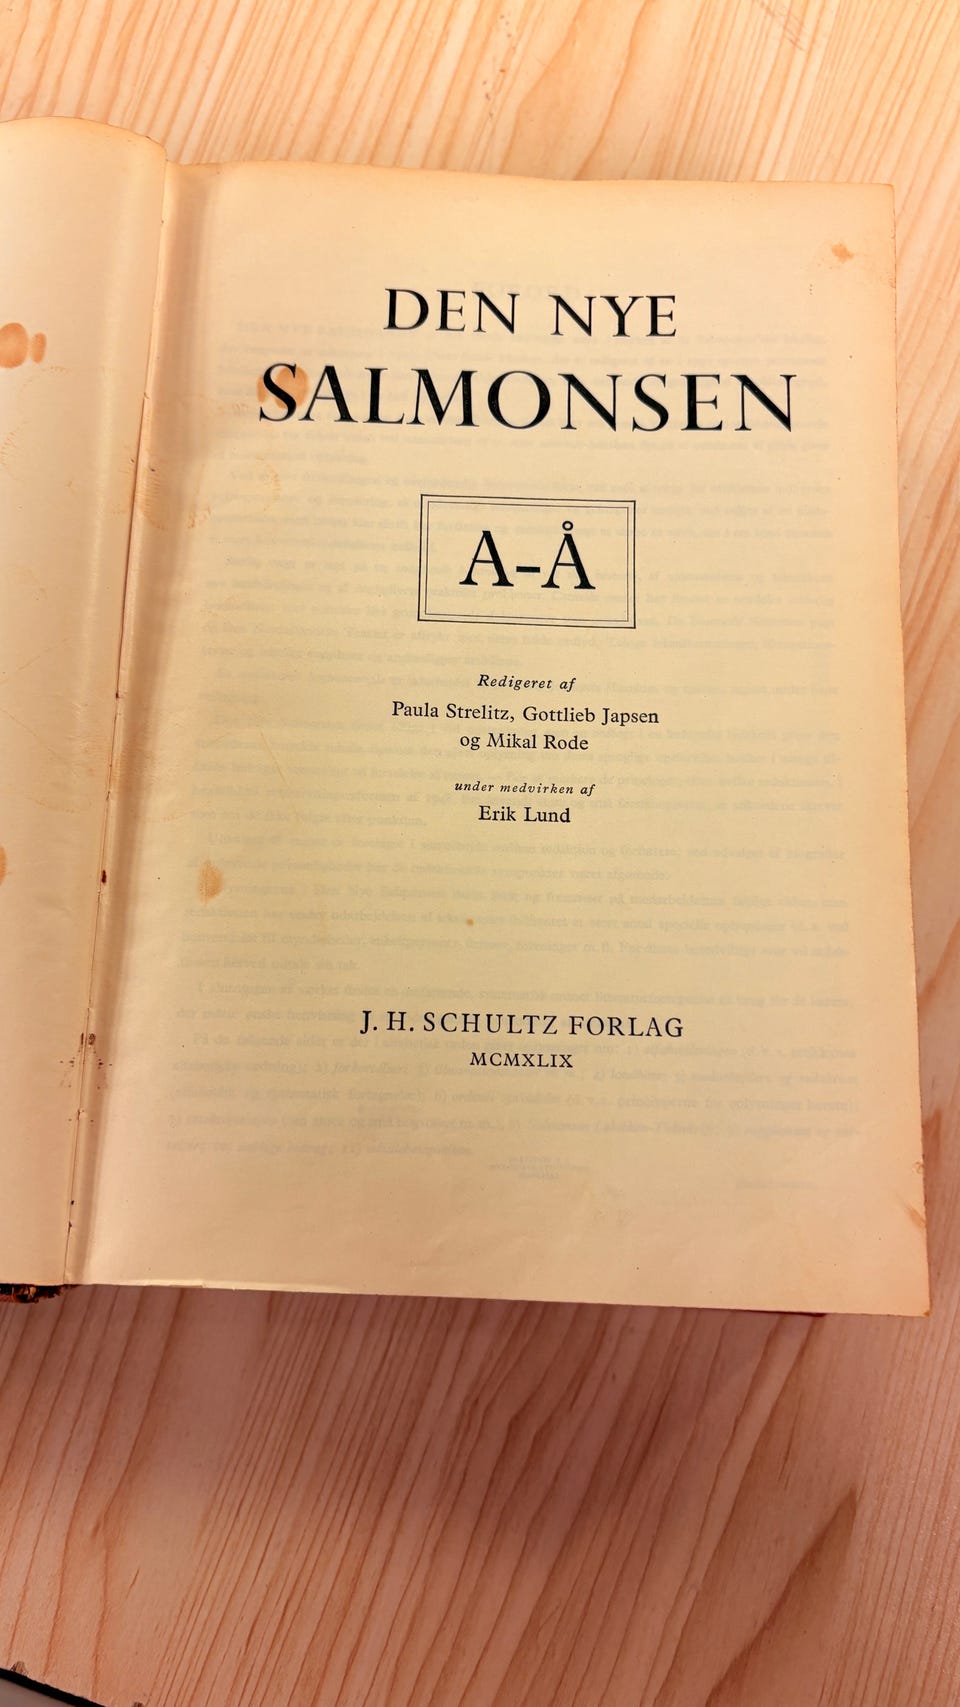 DEN NYE
SALMONSEN
A-Å
Redigeret af
Paula Strelitz, Gottlieb Japsen
og Mikal Rode
under medvirken af
Erik Lund
J. H. SCHULTZ FORLAG
MCMXLIX